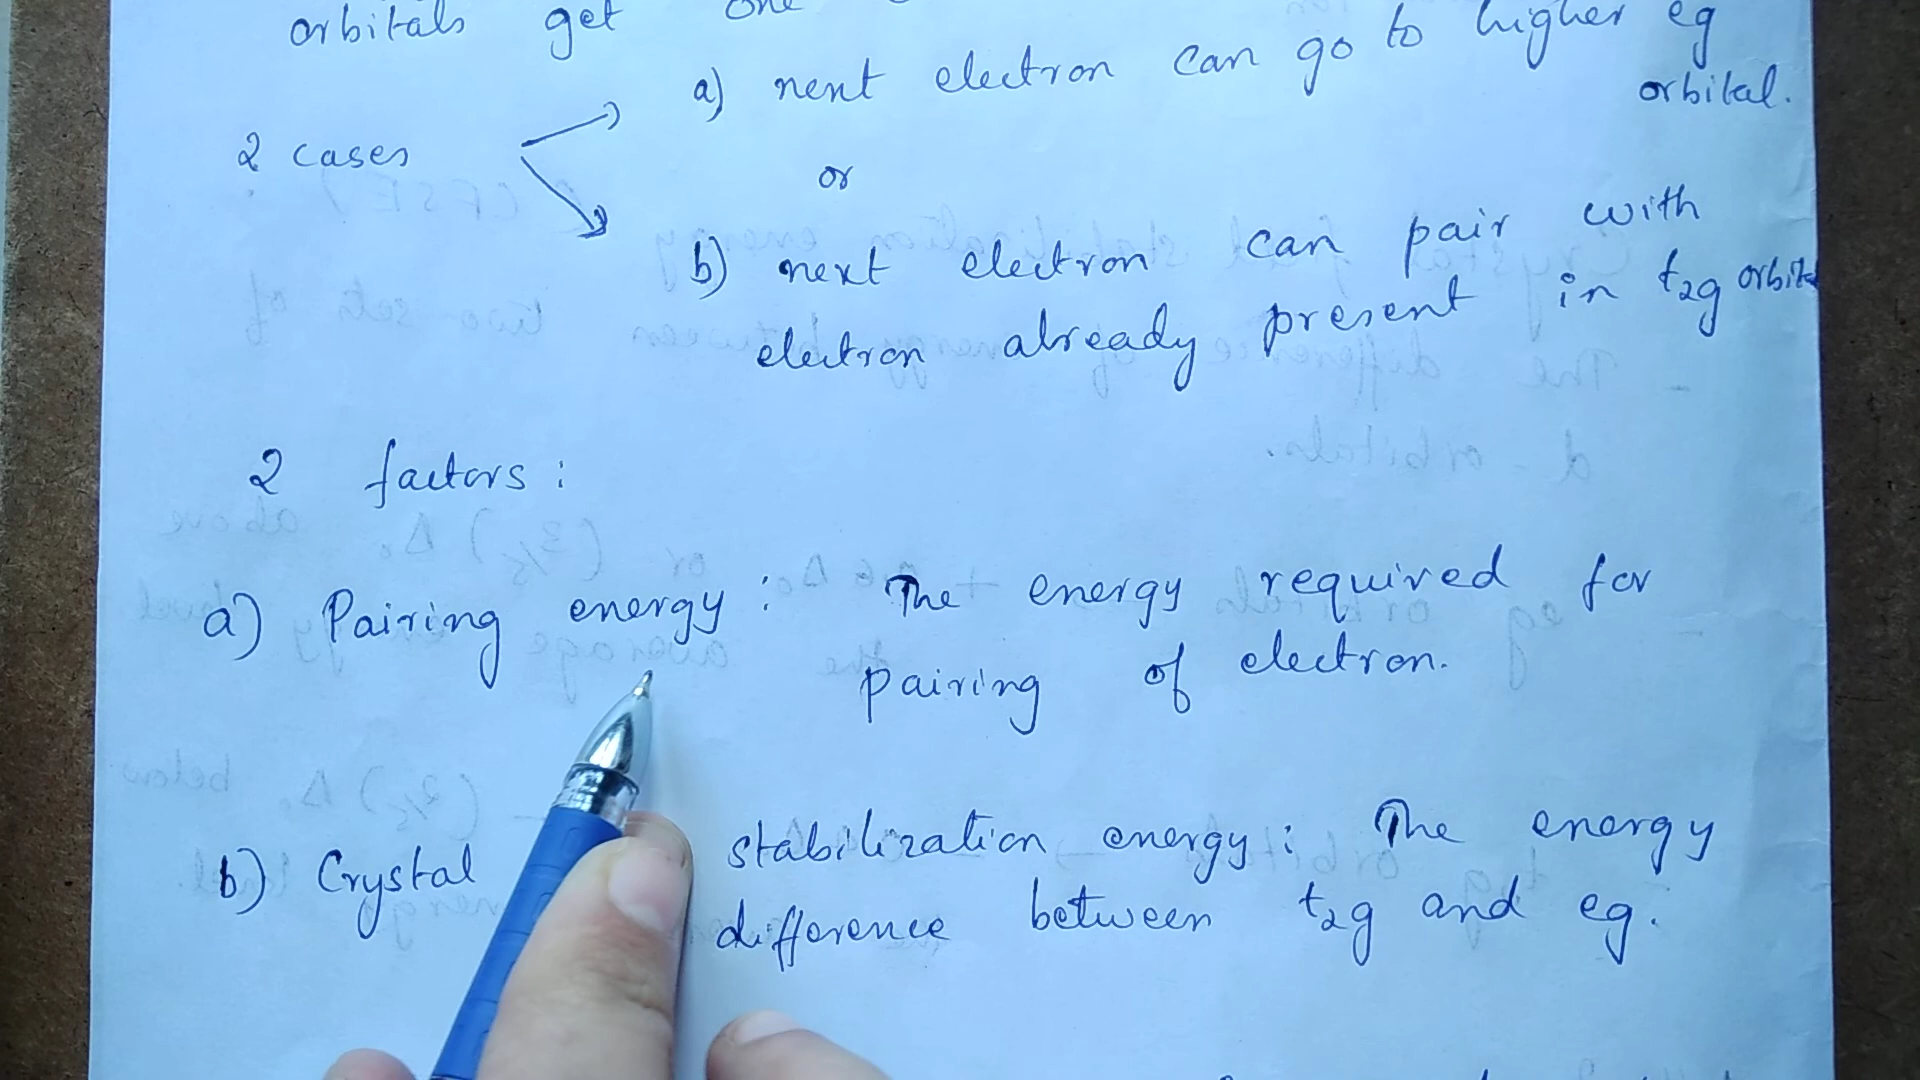 orbitals get one
a) next electron can go to higher eg
orbital.
2 cases
or
b) next electron can pair with
electron already present in t2g orbital
2 factors:
a) Pairing energy: The energy required for
pairing of electron.
b) Crystal stabilization energy: The energy
difference between t2g and eg.